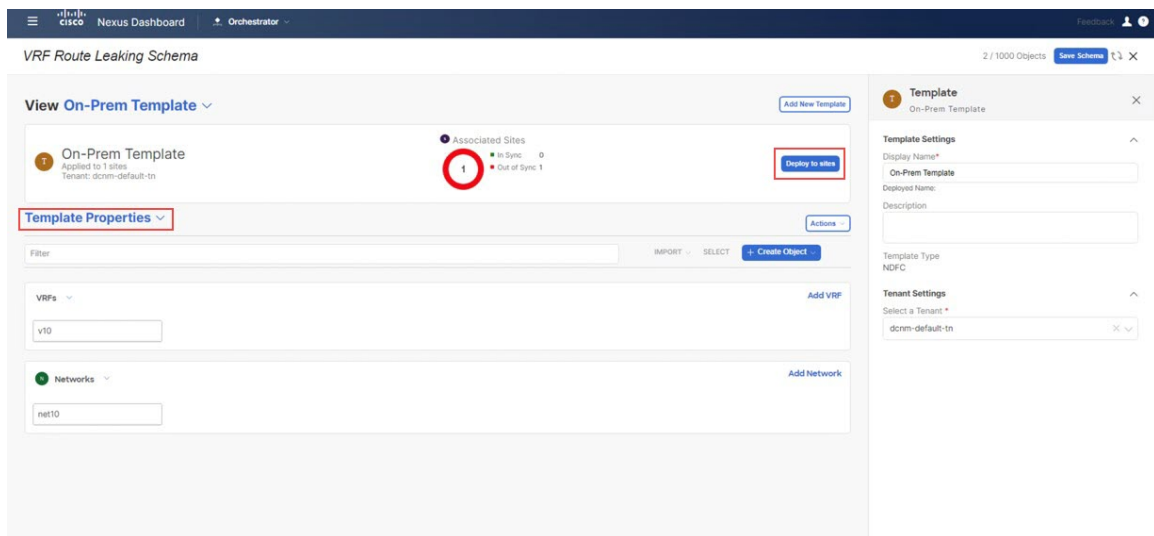 cisco Nexus Dashboard Orchestrator Feedback
VRF Route Leaking Schema 2 / 1000 Objects Save Schema
View On-Prem Template Add New Template
T On-Prem Template
Applied to 1 sites
Tenant: dcnm-default-tn
Associated Sites
1
In Sync 0
Out of Sync 1
Deploy to sites
Template Properties Actions
Filter IMPORT SELECT + Create Object
VRFs Add VRF
v10
N Networks Add Network
net10
T Template
On-Prem Template
Template Settings
Display Name*
On-Prem Template
Deployed Name:
Description
Template Type
NDFC
Tenant Settings
Select a Tenant *
dcnm-default-tn